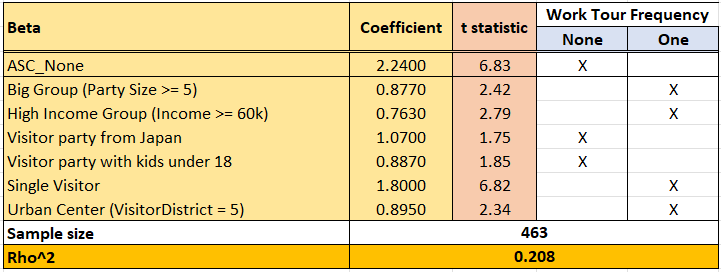 Beta Coefficient t statistic Work Tour Frequency
None One
ASC_None 2.2400 6.83 X
Big Group (Party Size >= 5) 0.8770 2.42 X
High Income Group (Income >= 60k) 0.7630 2.79 X
Visitor party from Japan 1.0700 1.75 X
Visitor party with kids under 18 0.8870 1.85 X
Single Visitor 1.8000 6.82 X
Urban Center (VisitorDistrict = 5) 0.8950 2.34 X
Sample size 463
Rho^2 0.208